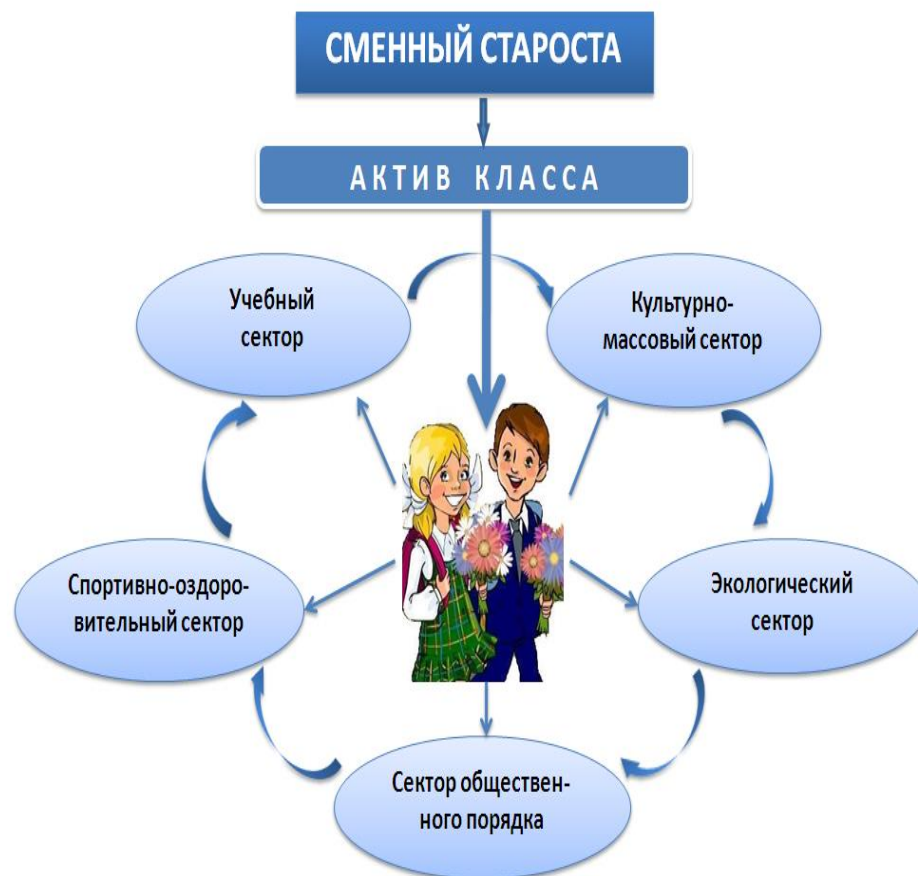 СМЕННЫЙ СТАРОСТА
АКТИВ КЛАССА
Учебный
сектор
Культурно-
массовый сектор
Спортивно-оздоро-
вительный сектор
Экологический
сектор
Сектор обществен-
ного порядка